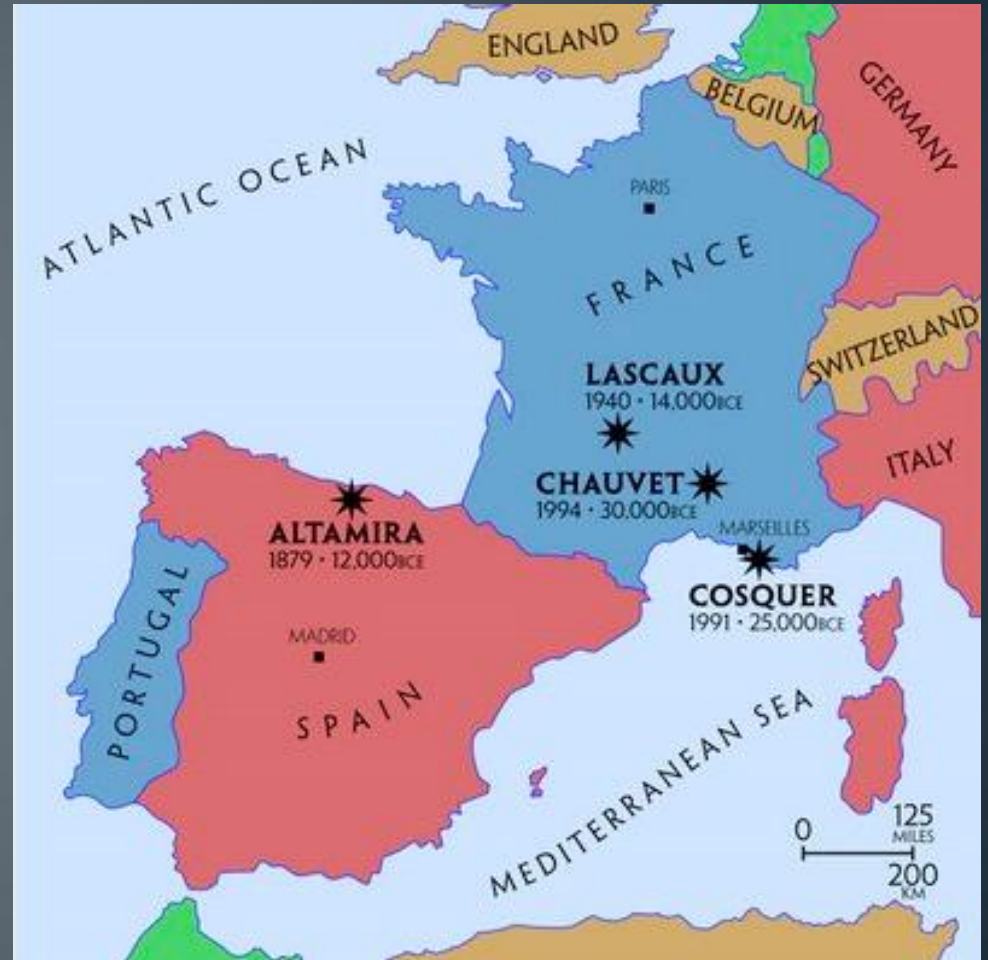 ENGLAND
BELGIUM
GERMANY
ATLANTIC OCEAN
PARIS
FRANCE
SWITZERLAND
LASCAUX
1940 · 14,000BCE
ITALY
CHAUVET
1994 · 30,000BCE
MARSEILLES
ALTAMIRA
1879 · 12,000BCE
COSQUER
1991 · 25,000BCE
PORTUGAL
MADRID
SPAIN
MEDITERRANEAN SEA
0 125
MILES
200
KM